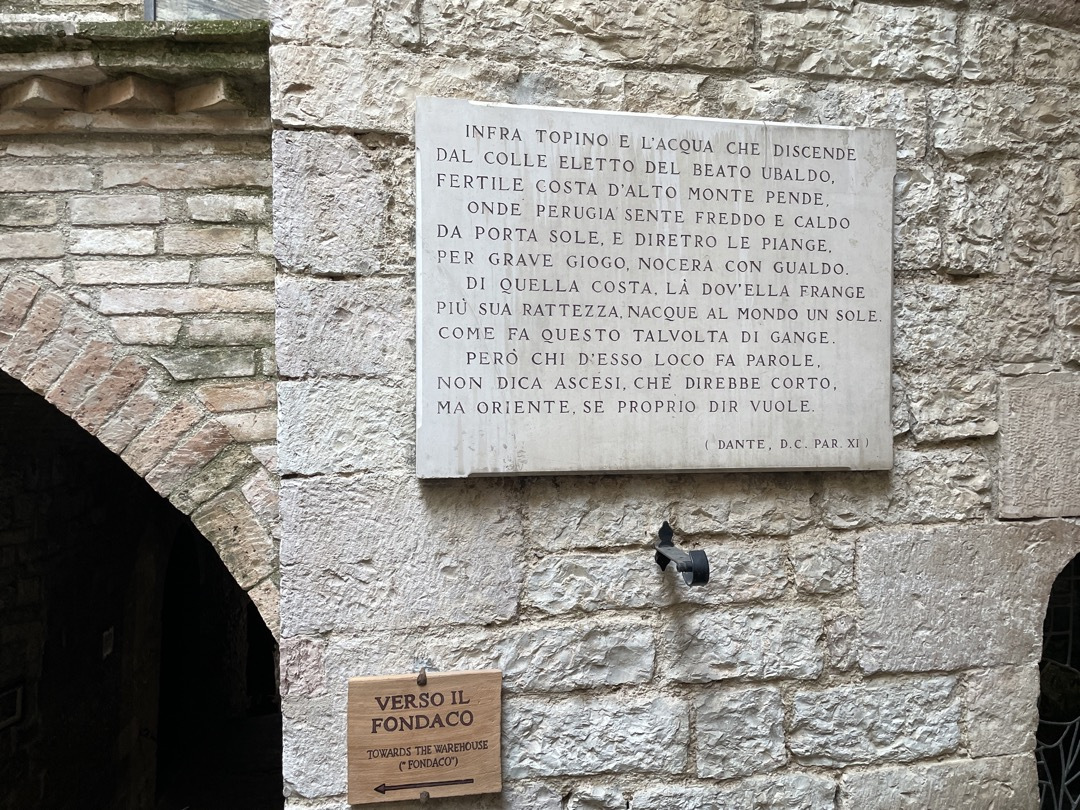 INFRA TOPINO E L'ACQUA CHE DISCENDE
DAL COLLE ELETTO DEL BEATO UBALDO,
FERTILE COSTA D'ALTO MONTE PENDE,
ONDE PERUGIA SENTE FREDDO E CALDO
DA PORTA SOLE, E DIRETRO LE PIANGE,
PER GRAVE GIOGO, NOCERA CON GUALDO.
DI QUELLA COSTA, LÀ DOV'ELLA FRANGE
PIÙ SUA RATTEZZA, NACQUE AL MONDO UN SOLE.
COME FA QUESTO TALVOLTA DI GANGE.
PERÒ CHI D'ESSO LOCO FA PAROLE,
NON DICA ASCESI, CHÈ DIREBBE CORTO,
MA ORIENTE, SE PROPRIO DIR VUOLE.
( DANTE, D.C. PAR. XI )
VERSO IL
FONDACO
TOWARDS THE WAREHOUSE
("FONDACO")